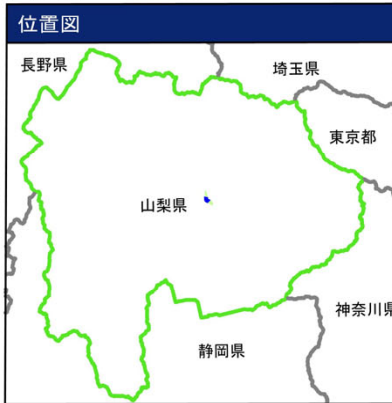 位置図
長野県
埼玉県
東京都
山梨県
神奈川県
静岡県